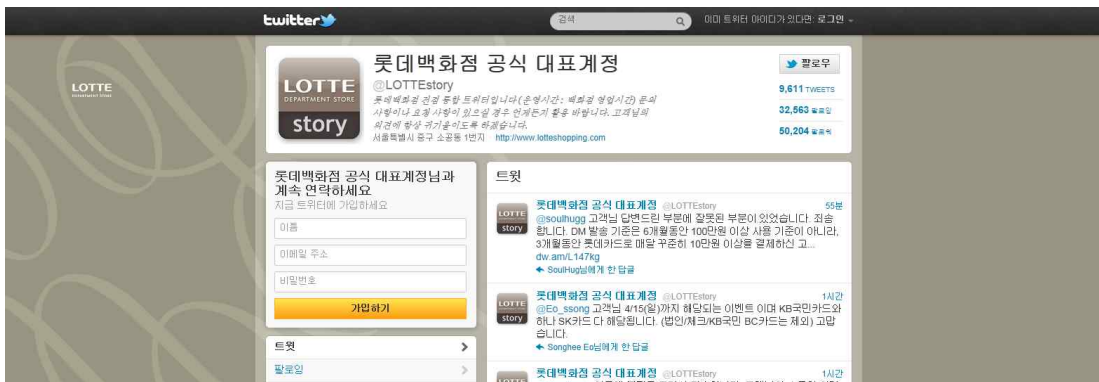 twitter
검색
이미 트위터 아이디가 있다면: 로그인
LOTTE
DEPARTMENT STORE
LOTTE
DEPARTMENT STORE
story
롯데백화점 공식 대표계정
@LOTTEstory
롯데백화점 전점 통합 트위터입니다(운영시간 : 백화점 영업시간) 문의
사항이나 요청 사항이 있으실 경우 언제든지 활용 바랍니다. 고객님의
의견에 항상 귀기울이도록 하겠습니다.
서울특별시 중구 소공동 1번지 http://www.lotteshopping.com
팔로우
9,611 TWEETS
32,563 팔로잉
50,204 팔로워
롯데백화점 공식 대표계정님과
계속 연락하세요
지금 트위터에 가입하세요
이름
이메일 주소
비밀번호
가입하기
트윗
팔로잉
트윗
LOTTE
story
롯데백화점 공식 대표계정 @LOTTEstory 55분
@soulhugg 고객님 답변드린 부분에 잘못된 부분이 있었습니다. 죄송
합니다. DM 발송 기준은 6개월동안 100만원 이상 사용 기준이 아니라,
3개월동안 롯데카드로 매달 꾸준히 10만원 이상을 결제하신 고...
dw.am/L147kg
SoulHug님에게 한 답글
LOTTE
story
롯데백화점 공식 대표계정 @LOTTEstory 1시간
@Eo_ssong 고객님 4/15(일)까지 해당되는 이벤트 이며 KB국민카드와
하나 SK카드 다 해당됩니다. (법인/체크/KB국민 BC카드는 제외) 고맙
습니다.
Songhee Eo님에게 한 답글
LOTTE
롯데백화점 공식 대표계정 @LOTTEstory 1시간